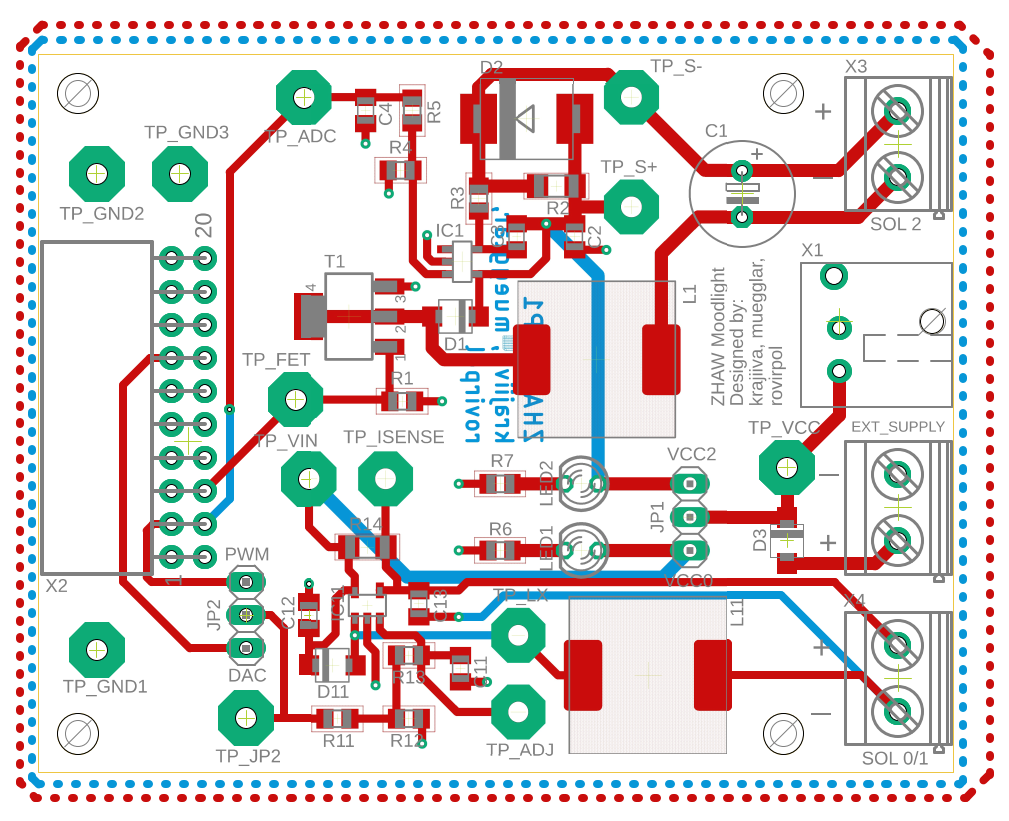 D2
TP_S-
X3
TP_GND3
TP_ADC
C4
R5
C1
+
+
R4
TP_S+
TP_GND2
20
R3
R2
SOL 2
IC1
C2
T1
X1
4
3
2
1
D1
L1
ZHAW Moodlight
Designed by:
krajiiva, muegglar,
rovirpol
TP_FET
R1
TP_VIN
TP_ISENSE
TP_VCC
EXT_SUPPLY
R7
LED2
VCC2
R14
R6
LED1
JP1
D3
+
PWM
X2
1
VCC0
JP2
C12
C13
TP_LX
L11
X4
+
DAC
D11
R13
TP_GND1
SOL 0/1
TP_JP2
R11
R12
TP_ADJ